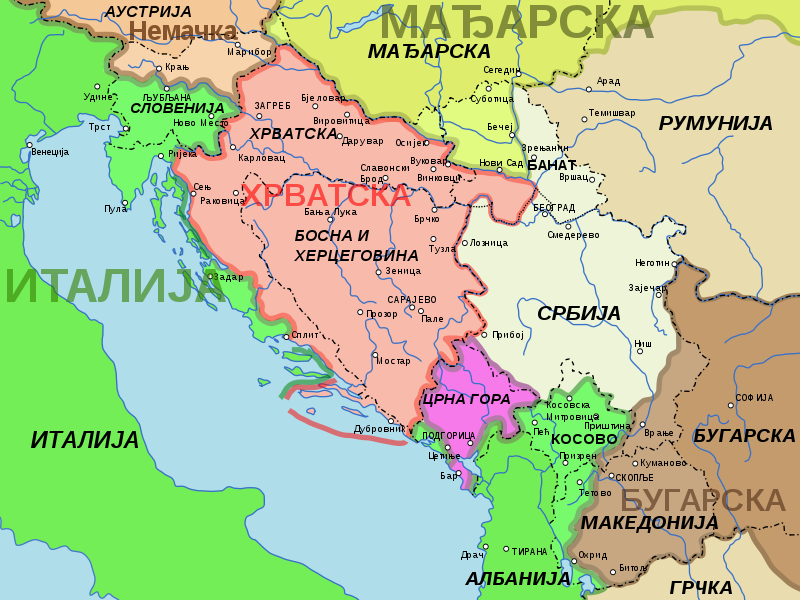 АУСТРИЈА
Немачка
МАЂАРСКА
МАЂАРСКА
Марибор
Крањ
Сегедин
Арад
Удине
ЉУБЉАНА
СЛОВЕНИЈА
ЗАГРЕБ
Бјеловар
Суботица
Темишвар
РУМУНИЈА
Трст
Ново Место
Вировитица
ХРВАТСКА
Дарувар
Осијек
Бечеј
Венеција
Ријека
Карловац
Вуковар
Зрењанин
Славонски
Брод
Винковци
Нови Сад
БАНАТ
Вршац
Сењ
Раковица
ХРВАТСКА
Пула
Бања Лука
Брчко
БЕОГРАД
Смедерево
БОСНА И
ХЕРЦЕГОВИНА
Тузла
Лозница
Неготин
ИТАЛИЈА
Задар
Зеница
Зајечар
САРАЈЕВО
Прозор
Пале
СРБИЈА
Сплит
Прибој
Ниш
Мостар
ЦРНА ГОРА
Косовска
Митровица
СОФИЈА
ИТАЛИЈА
Дубровник
ПОДГОРИЦА
Пећ
Приштина
КОСОВО
Врање
БУГАРСКА
Цетиње
Призрен
Куманово
Бар
СКОПЉЕ
Тетово
БУГАРСКА
МАКЕДОНИЈА
Драч
ТИРАНА
Охрид
Битољ
АЛБАНИЈА
ГРЧКА